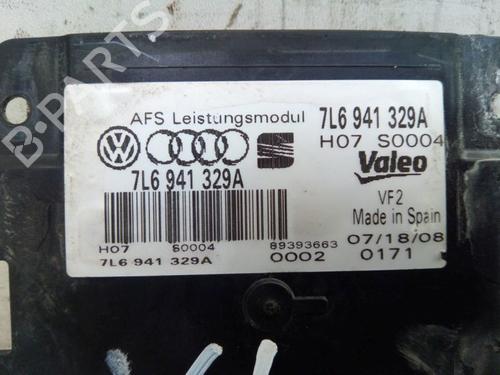 AFS Leistungsmodul 7L6 941 329A
H07 S0004
Valeo
7L6 941 329A
VF2
Made in Spain
H07 S0004 89393663
07/18/08
7L6 941 329A 0002 0171
B-PARTS